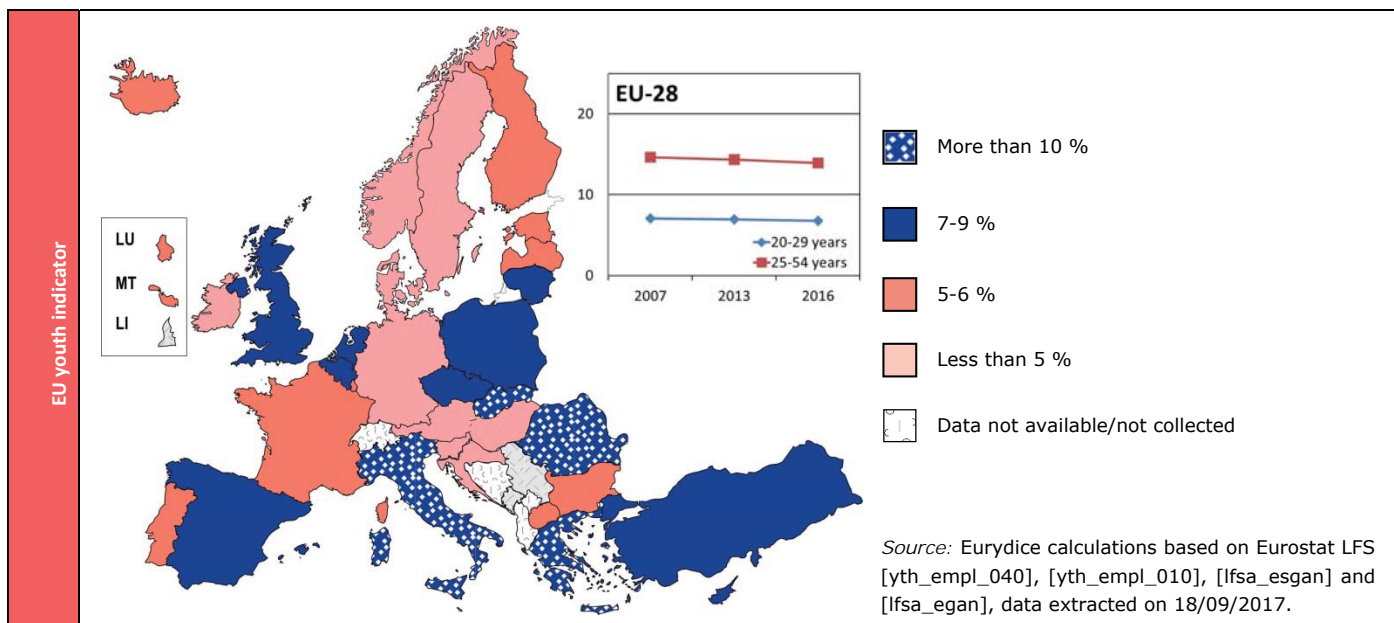 EU youth indicator
LU
MT
LI
EU-28
20
10
0
20-29 years
25-54 years
2007 2013 2016
More than 10 %
7-9 %
5-6 %
Less than 5 %
Data not available/not collected
Source: Eurydice calculations based on Eurostat LFS
[yth_empl_040], [yth_empl_010], [lfsa_esgan] and
[lfsa_egan], data extracted on 18/09/2017.